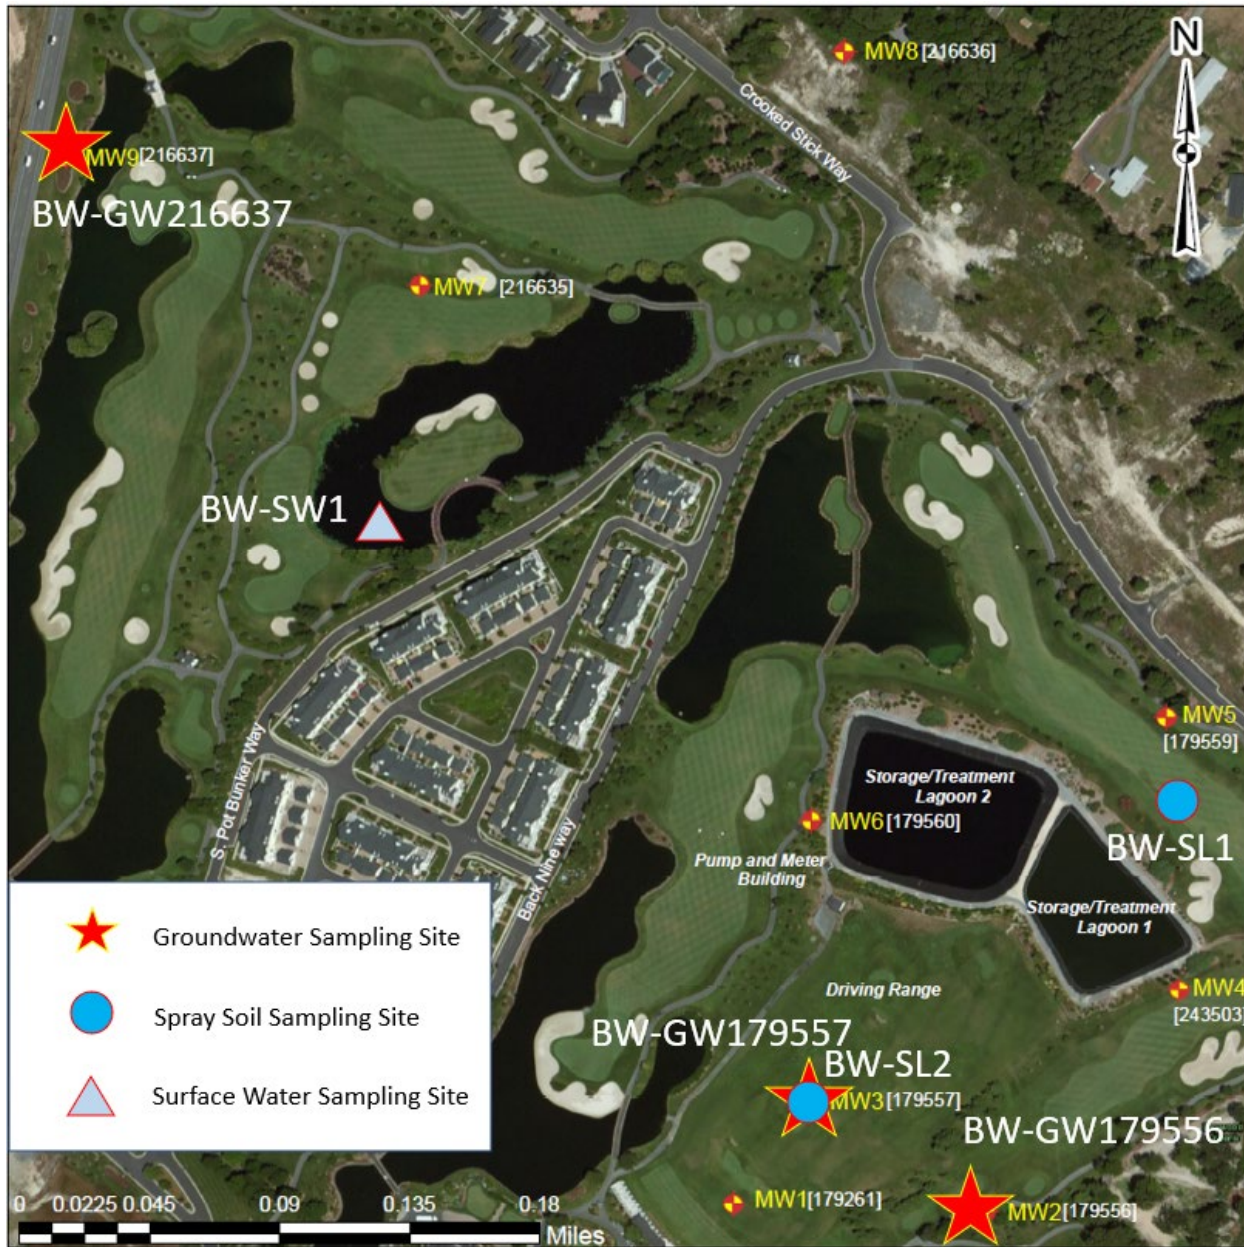 MW8 [216636]
N
Crooked Stick Way
MW9 [216637]
BW-GW216637
MW7 [216635]
BW-SW1
MW5
[179559]
Storage/Treatment
Lagoon 2
MW6 [179560]
BW-SL1
S. Pot Bunker Way
Back Nine way
Pump and Meter
Building
Storage/Treatment
Lagoon 1
Groundwater Sampling Site
Spray Soil Sampling Site
Surface Water Sampling Site
Driving Range
MW4
[243503]
BW-GW179557
BW-SL2
MW3 [179557]
BW-GW179556
MW1 [179261]
MW2 [179556]
0 0.0225 0.045 0.09 0.135 0.18
Miles